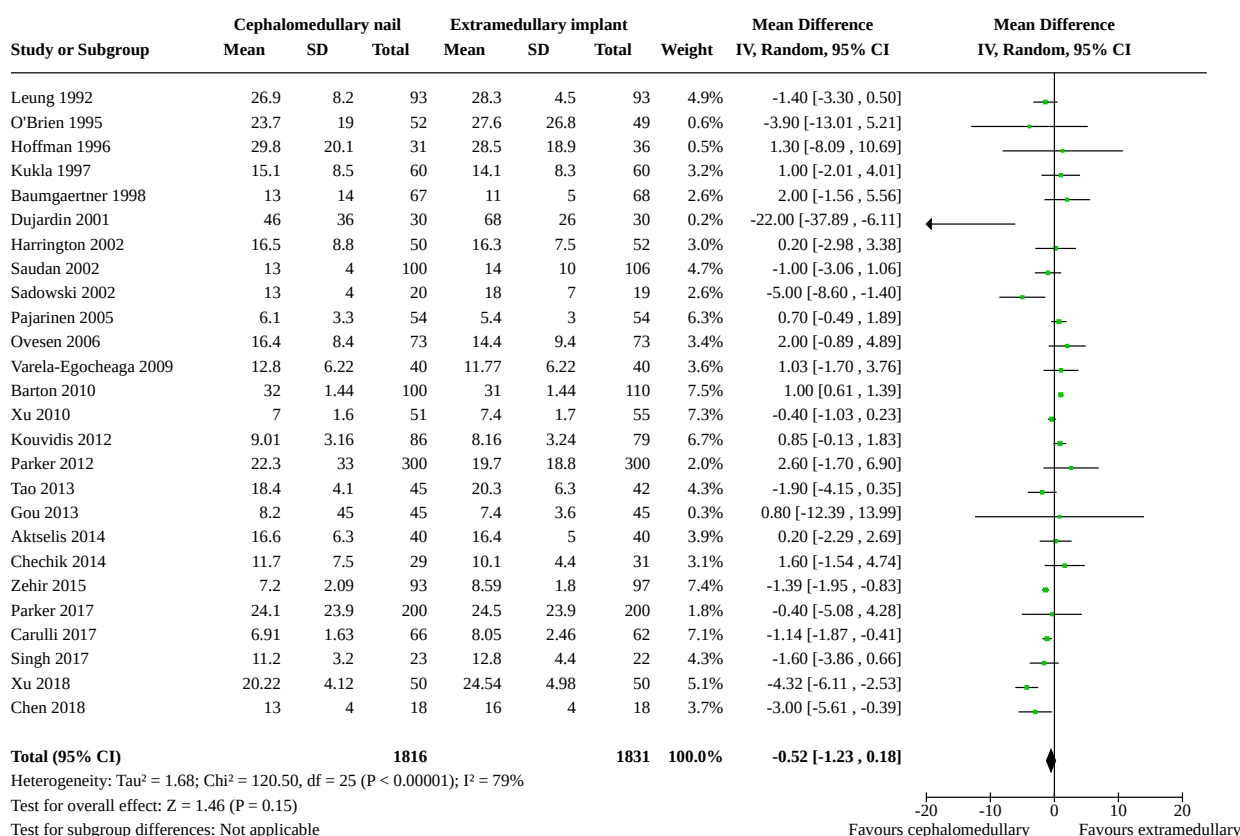 Cephalomedullary nail Extramedullary implant Mean Difference Mean Difference
Study or Subgroup Mean SD Total Mean SD Total Weight IV, Random, 95% CI IV, Random, 95% CI
Leung 1992 26.9 8.2 93 28.3 4.5 93 4.9% -1.40 [-3.30 , 0.50]
O'Brien 1995 23.7 19 52 27.6 26.8 49 0.6% -3.90 [-13.01 , 5.21]
Hoffman 1996 29.8 20.1 31 28.5 18.9 36 0.5% 1.30 [-8.09 , 10.69]
Kukla 1997 15.1 8.5 60 14.1 8.3 60 3.2% 1.00 [-2.01 , 4.01]
Baumgaertner 1998 13 14 67 11 5 68 2.6% 2.00 [-1.56 , 5.56]
Dujardin 2001 46 36 30 68 26 30 0.2% -22.00 [-37.89 , -6.11]
Harrington 2002 16.5 8.8 50 16.3 7.5 52 3.0% 0.20 [-2.98 , 3.38]
Saudan 2002 13 4 100 14 10 106 4.7% -1.00 [-3.06 , 1.06]
Sadowski 2002 13 4 20 18 7 19 2.6% -5.00 [-8.60 , -1.40]
Pajarinen 2005 6.1 3.3 54 5.4 3 54 6.3% 0.70 [-0.49 , 1.89]
Ovesen 2006 16.4 8.4 73 14.4 9.4 73 3.4% 2.00 [-0.89 , 4.89]
Varela-Egocheaga 2009 12.8 6.22 40 11.77 6.22 40 3.6% 1.03 [-1.70 , 3.76]
Barton 2010 32 1.44 100 31 1.44 110 7.5% 1.00 [0.61 , 1.39]
Xu 2010 7 1.6 51 7.4 1.7 55 7.3% -0.40 [-1.03 , 0.23]
Kouvidis 2012 9.01 3.16 86 8.16 3.24 79 6.7% 0.85 [-0.13 , 1.83]
Parker 2012 22.3 33 300 19.7 18.8 300 2.0% 2.60 [-1.70 , 6.90]
Tao 2013 18.4 4.1 45 20.3 6.3 42 4.3% -1.90 [-4.15 , 0.35]
Gou 2013 8.2 45 45 7.4 3.6 45 0.3% 0.80 [-12.39 , 13.99]
Aktselis 2014 16.6 6.3 40 16.4 5 40 3.9% 0.20 [-2.29 , 2.69]
Chechik 2014 11.7 7.5 29 10.1 4.4 31 3.1% 1.60 [-1.54 , 4.74]
Zehir 2015 7.2 2.09 93 8.59 1.8 97 7.4% -1.39 [-1.95 , -0.83]
Parker 2017 24.1 23.9 200 24.5 23.9 200 1.8% -0.40 [-5.08 , 4.28]
Carulli 2017 6.91 1.63 66 8.05 2.46 62 7.1% -1.14 [-1.87 , -0.41]
Singh 2017 11.2 3.2 23 12.8 4.4 22 4.3% -1.60 [-3.86 , 0.66]
Xu 2018 20.22 4.12 50 24.54 4.98 50 5.1% -4.32 [-6.11 , -2.53]
Chen 2018 13 4 18 16 4 18 3.7% -3.00 [-5.61 , -0.39]
Total (95% CI) 1816 1831 100.0% -0.52 [-1.23 , 0.18]
Heterogeneity: Tau² = 1.68; Chi² = 120.50, df = 25 (P < 0.00001); I² = 79%
Test for overall effect: Z = 1.46 (P = 0.15)
-20 -10 0 10 20
Test for subgroup differences: Not applicable
Favours cephalomedullary Favours extramedullary